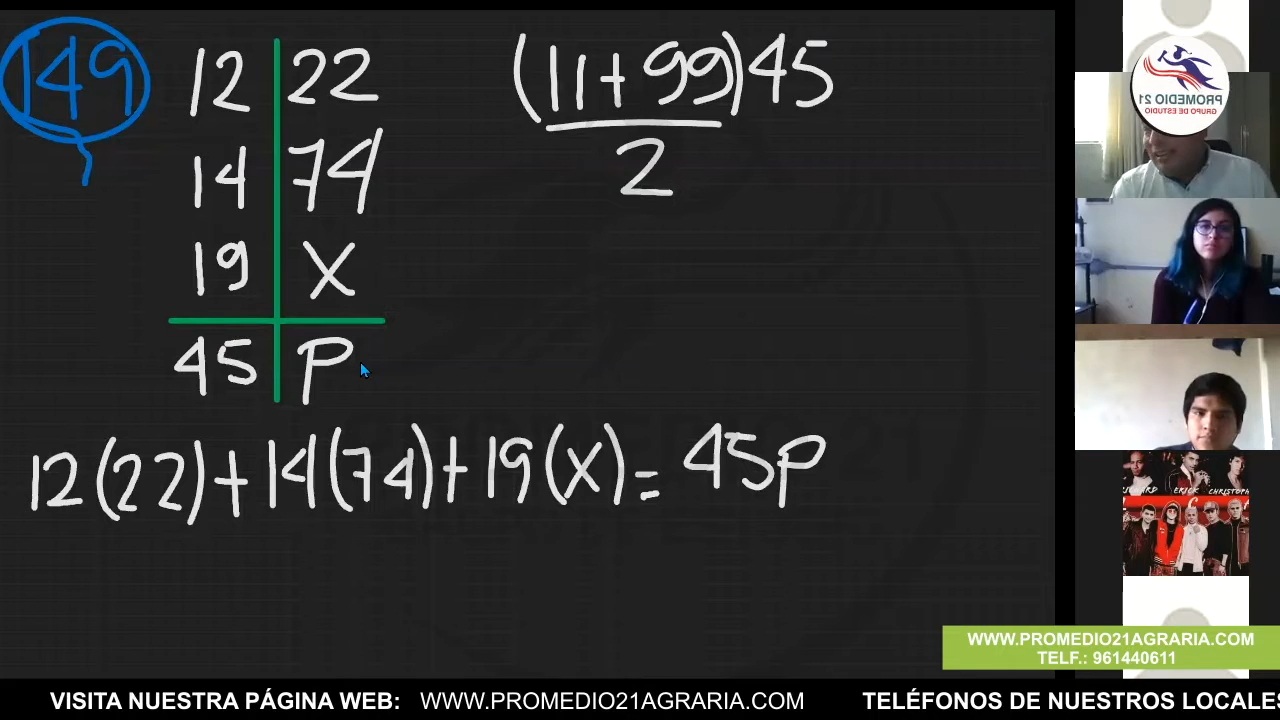 149
12 22
14 74
19 X
45 P
(11+99)45
2
12(22)+14(74)+19(X)=45P
PROMEDIO 21
GRUPO DE ESTUDIO
ERICK CHRISTOPH
WWW.PROMEDIO21AGRARIA.COM
TELF.: 961440611
VISITA NUESTRA PÁGINA WEB: WWW.PROMEDIO21AGRARIA.COM TELÉFONOS DE NUESTROS LOCALES